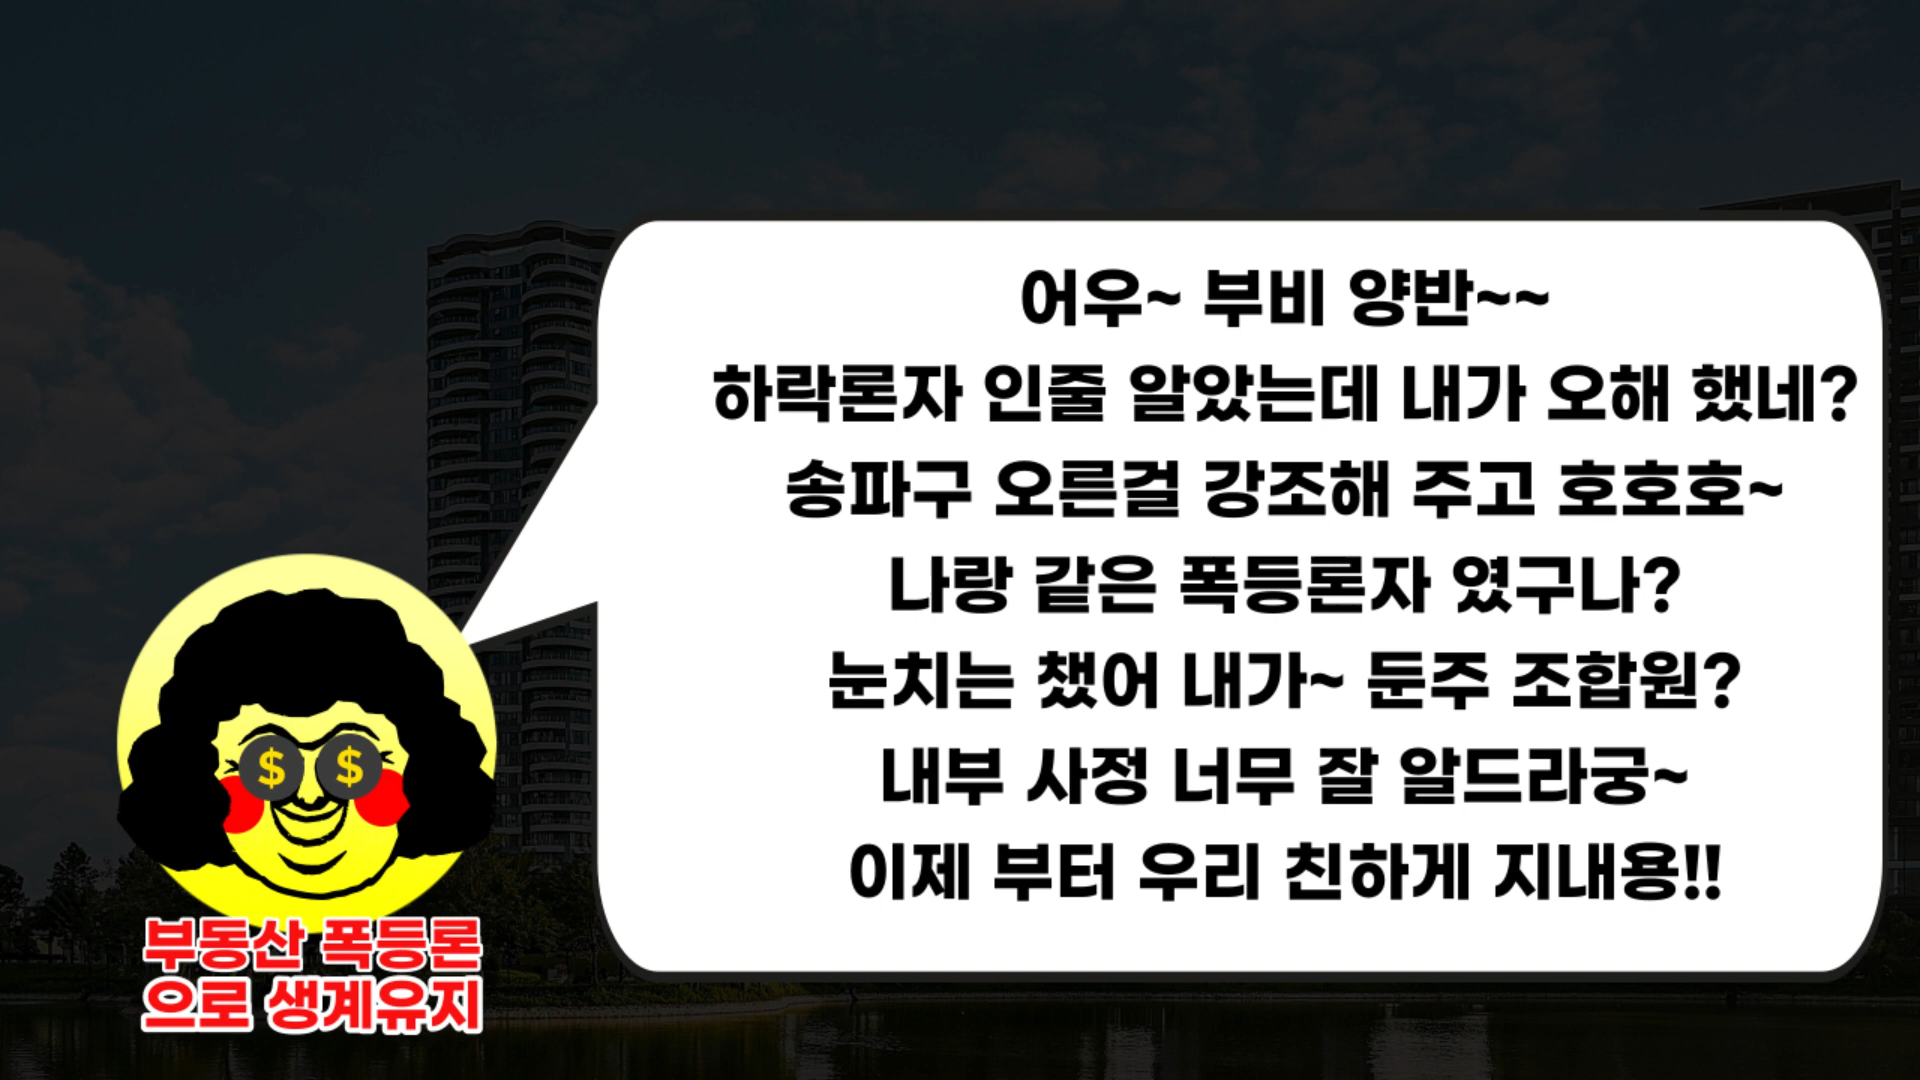 어우~ 부비 양반~~
하락론자 인줄 알았는데 내가 오해 했네?
송파구 오른걸 강조해 주고 호호호~
나랑 같은 폭등론자 였구나?
눈치는 챘어 내가~ 둔주 조합원?
내부 사정 너무 잘 알드라궁~
이제 부터 우리 친하게 지내용!!
$ $
부동산 폭등론
으로 생계유지